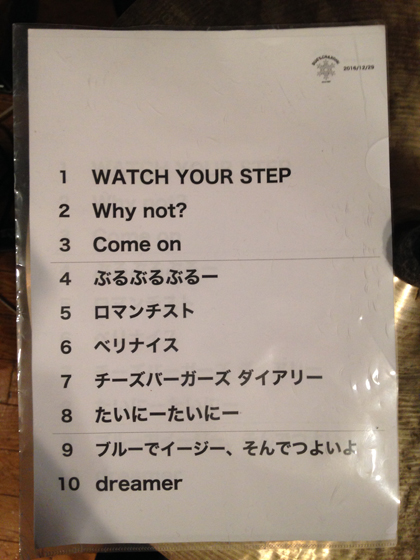 2016/12/29
1 WATCH YOUR STEP
2 Why not?
3 Come on
4 ぶるぶるぶるー
5 ロマンチスト
6 ベリナイス
7 チーズバーガーズ ダイアリー
8 たいにーたいにー
9 ブルーでイージー、そんでつよいよ
10 dreamer